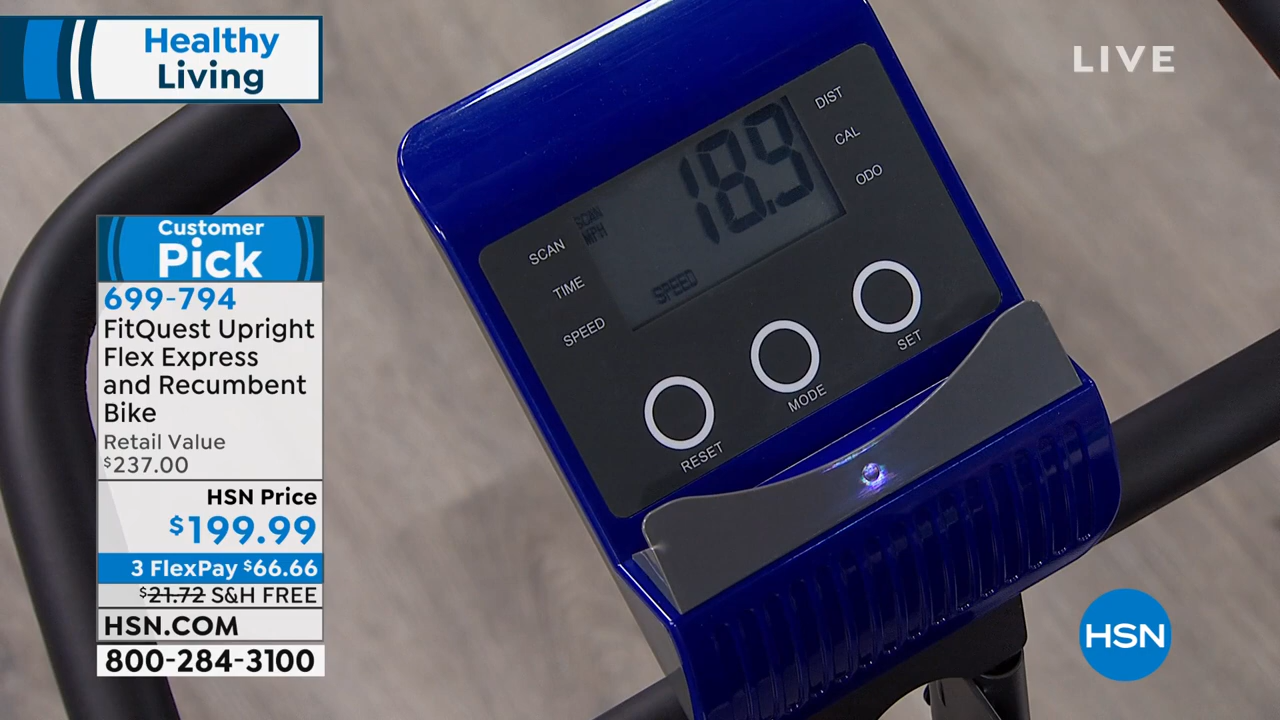 Healthy
Living
LIVE
Customer
Pick
699-794
FitQuest Upright
Flex Express
and Recumbent
Bike
Retail Value
$237.00
HSN Price
$199.99
3 FlexPay $66.66
$21.72 S&H FREE
HSN.COM
800-284-3100
DIST
CAL
ODO
SCAN
TIME
SPEED
SCAN
MPH
18.9
SPEED
RESET
MODE
SET
HSN